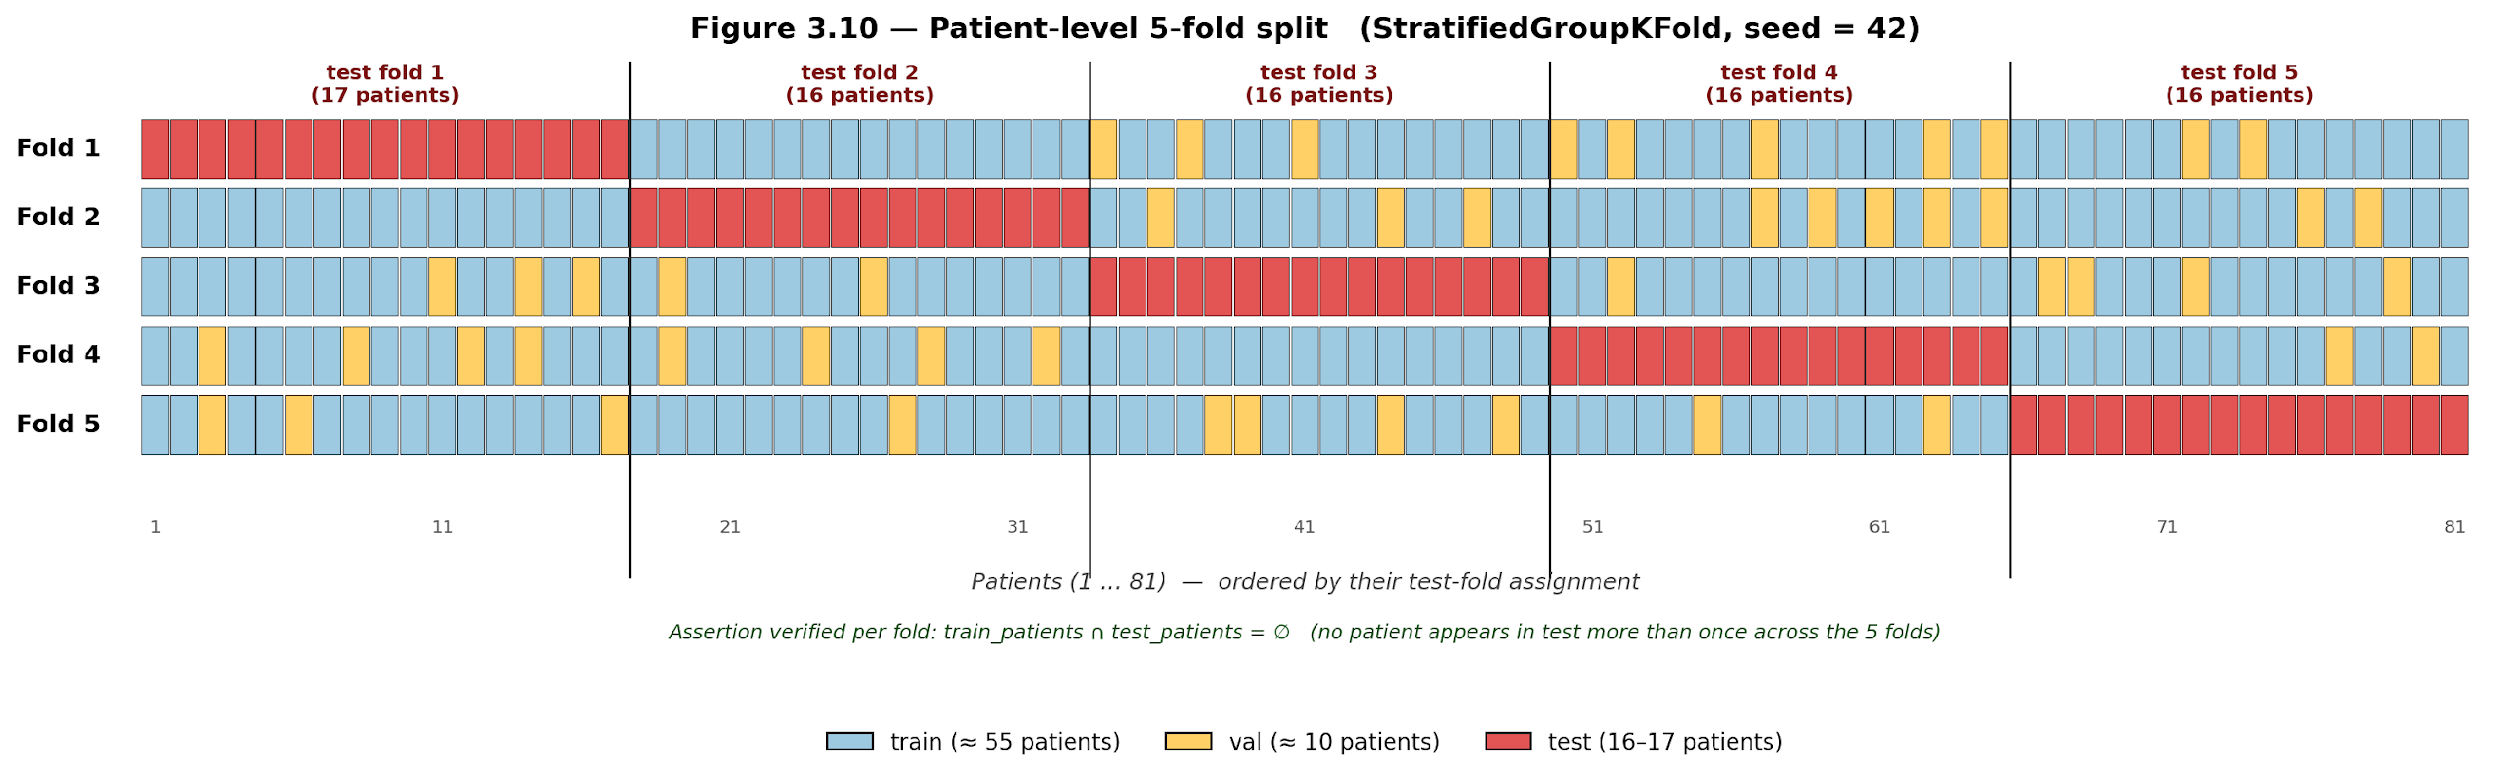 Figure 3.10 — Patient-level 5-fold split (StratifiedGroupKFold, seed = 42)
test fold 1
(17 patients)
test fold 2
(16 patients)
test fold 3
(16 patients)
test fold 4
(16 patients)
test fold 5
(16 patients)
Fold 1
Fold 2
Fold 3
Fold 4
Fold 5
1 11 21 31 41 51 61 71 81
Patients (1 ... 81) — ordered by their test-fold assignment
Assertion verified per fold: train_patients ∩ test_patients = ∅ (no patient appears in test more than once across the 5 folds)
train (≈ 55 patients) val (≈ 10 patients) test (16–17 patients)